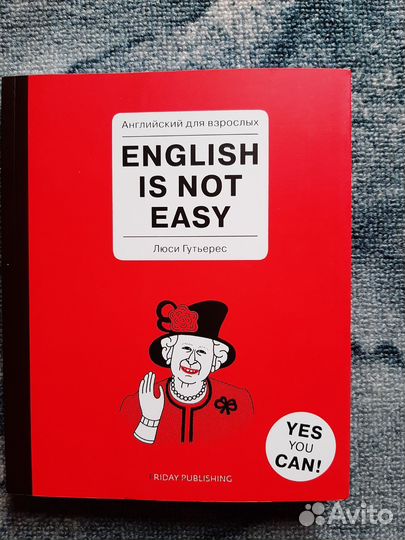 Английский для взрослых
ENGLISH
IS NOT
EASY
Люси Гутьерес
YES
YOU
CAN!
FRIDAY PUBLISHING
Avito